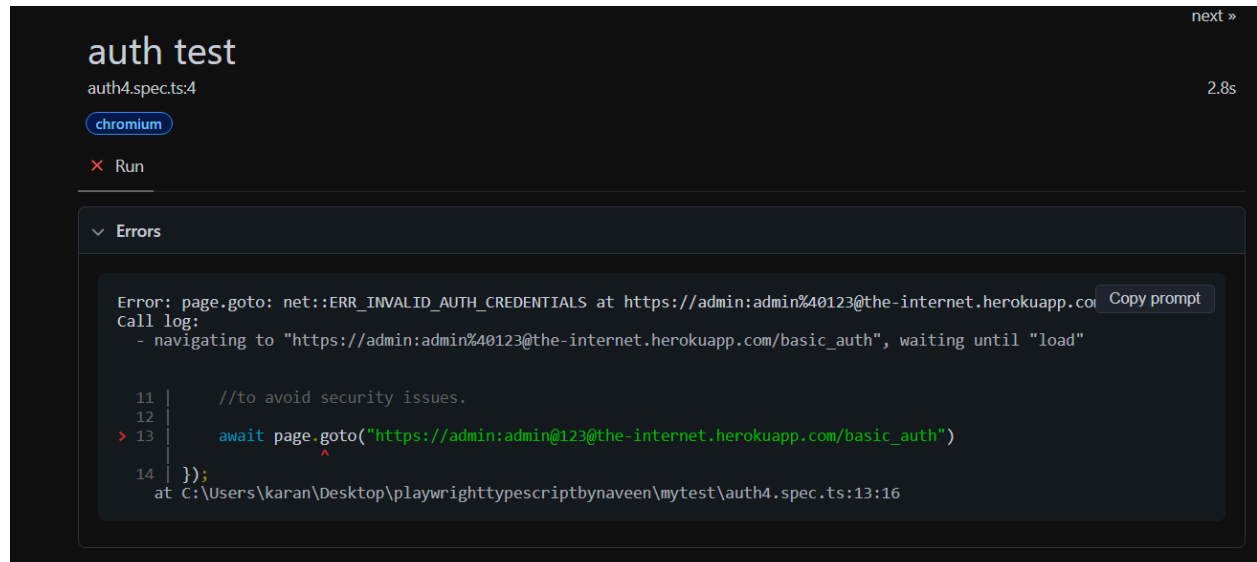 next »
auth test
auth4.spec.ts:4
2.8s
chromium
✕ Run
Errors
Error: page.goto: net::ERR_INVALID_AUTH_CREDENTIALS at https://admin:admin%40123@the-internet.herokuapp.co
Copy prompt
Call log:
- navigating to "https://admin:admin%40123@the-internet.herokuapp.com/basic_auth", waiting until "load"
11 | //to avoid security issues.
12 |
> 13 | await page.goto("https://admin:admin@123@the-internet.herokuapp.com/basic_auth")
| ^
14 | });
at C:\Users\karan\Desktop\playwrighttypescriptbynaveen\mytest\auth4.spec.ts:13:16